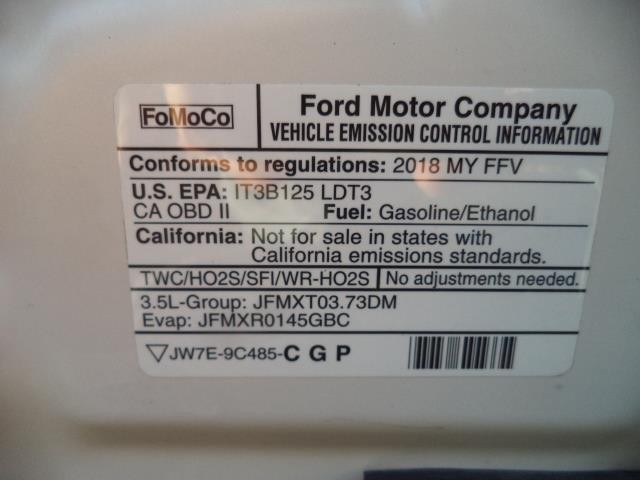 FoMoCo
Ford Motor Company
VEHICLE EMISSION CONTROL INFORMATION
Conforms to regulations: 2018 MY FFV
U.S. EPA: IT3B125 LDT3
CA OBD II Fuel: Gasoline/Ethanol
California: Not for sale in states with
California emissions standards.
TWC/HO2S/SFI/WR-HO2S No adjustments needed.
3.5L-Group: JFMXT03.73DM
Evap: JFMXR0145GBC
JW7E-9C485-C G P